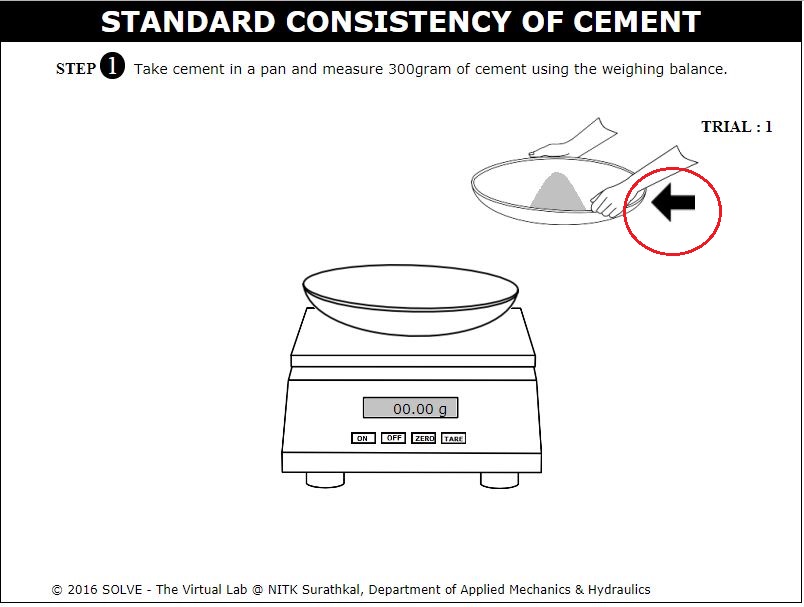 STANDARD CONSISTENCY OF CEMENT
STEP 1 Take cement in a pan and measure 300gram of cement using the weighing balance.
TRIAL : 1
00.00 g
ON OFF ZERO TARE
© 2016 SOLVE - The Virtual Lab @ NITK Surathkal, Department of Applied Mechanics & Hydraulics